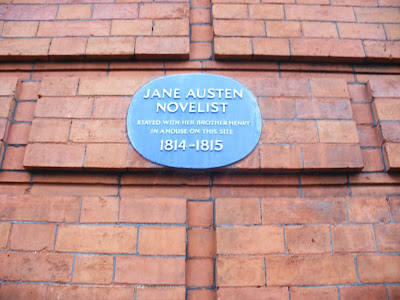 JANE AUSTEN
NOVELIST
STAYED WITH HER BROTHER HENRY
IN A HOUSE ON THIS SITE
1814-1815